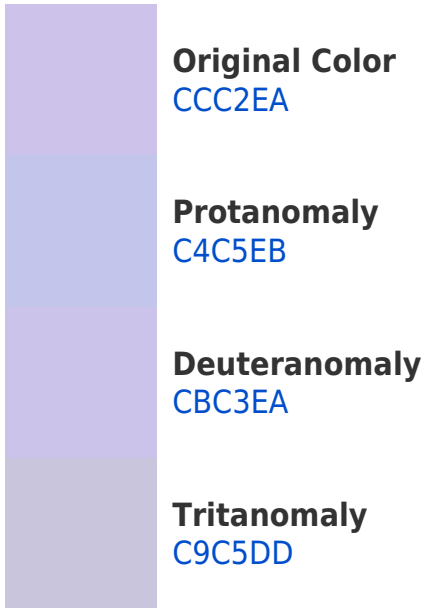 Original Color
CCC2EA
Protanomaly
C4C5EB
Deuteranomaly
CBC3EA
Tritanomaly
C9C5DD